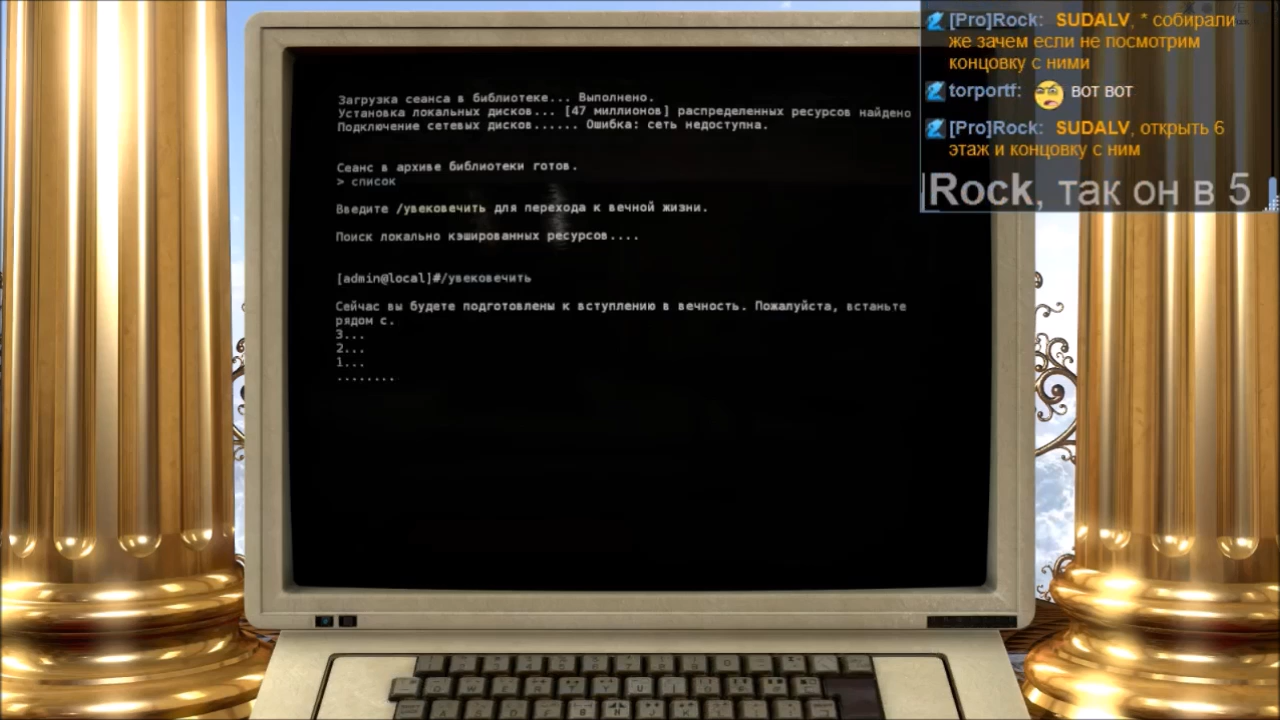 Загрузка сеанса в библиотеке... Выполнено.
Установка локальных дисков... [47 миллионов] распределенных ресурсов найдено
Подключение сетевых дисков...... Ошибка: сеть недоступна.
Сеанс в архиве библиотеки готов.
> список
Введите /увековечить для перехода к вечной жизни.
Поиск локально кэшированных ресурсов....
[admin@local]#/увековечить
Сейчас вы будете подготовлены к вступлению в вечность. Пожалуйста, встаньте
рядом с.
3...
2...
1...
........
[Pro]Rock: SUDALV, * собирали
же зачем если не посмотрим
концовку с ними
torportf: вот вот
[Pro]Rock: SUDALV, открыть 6
этаж и концовку с ним
Rock, так он в 5